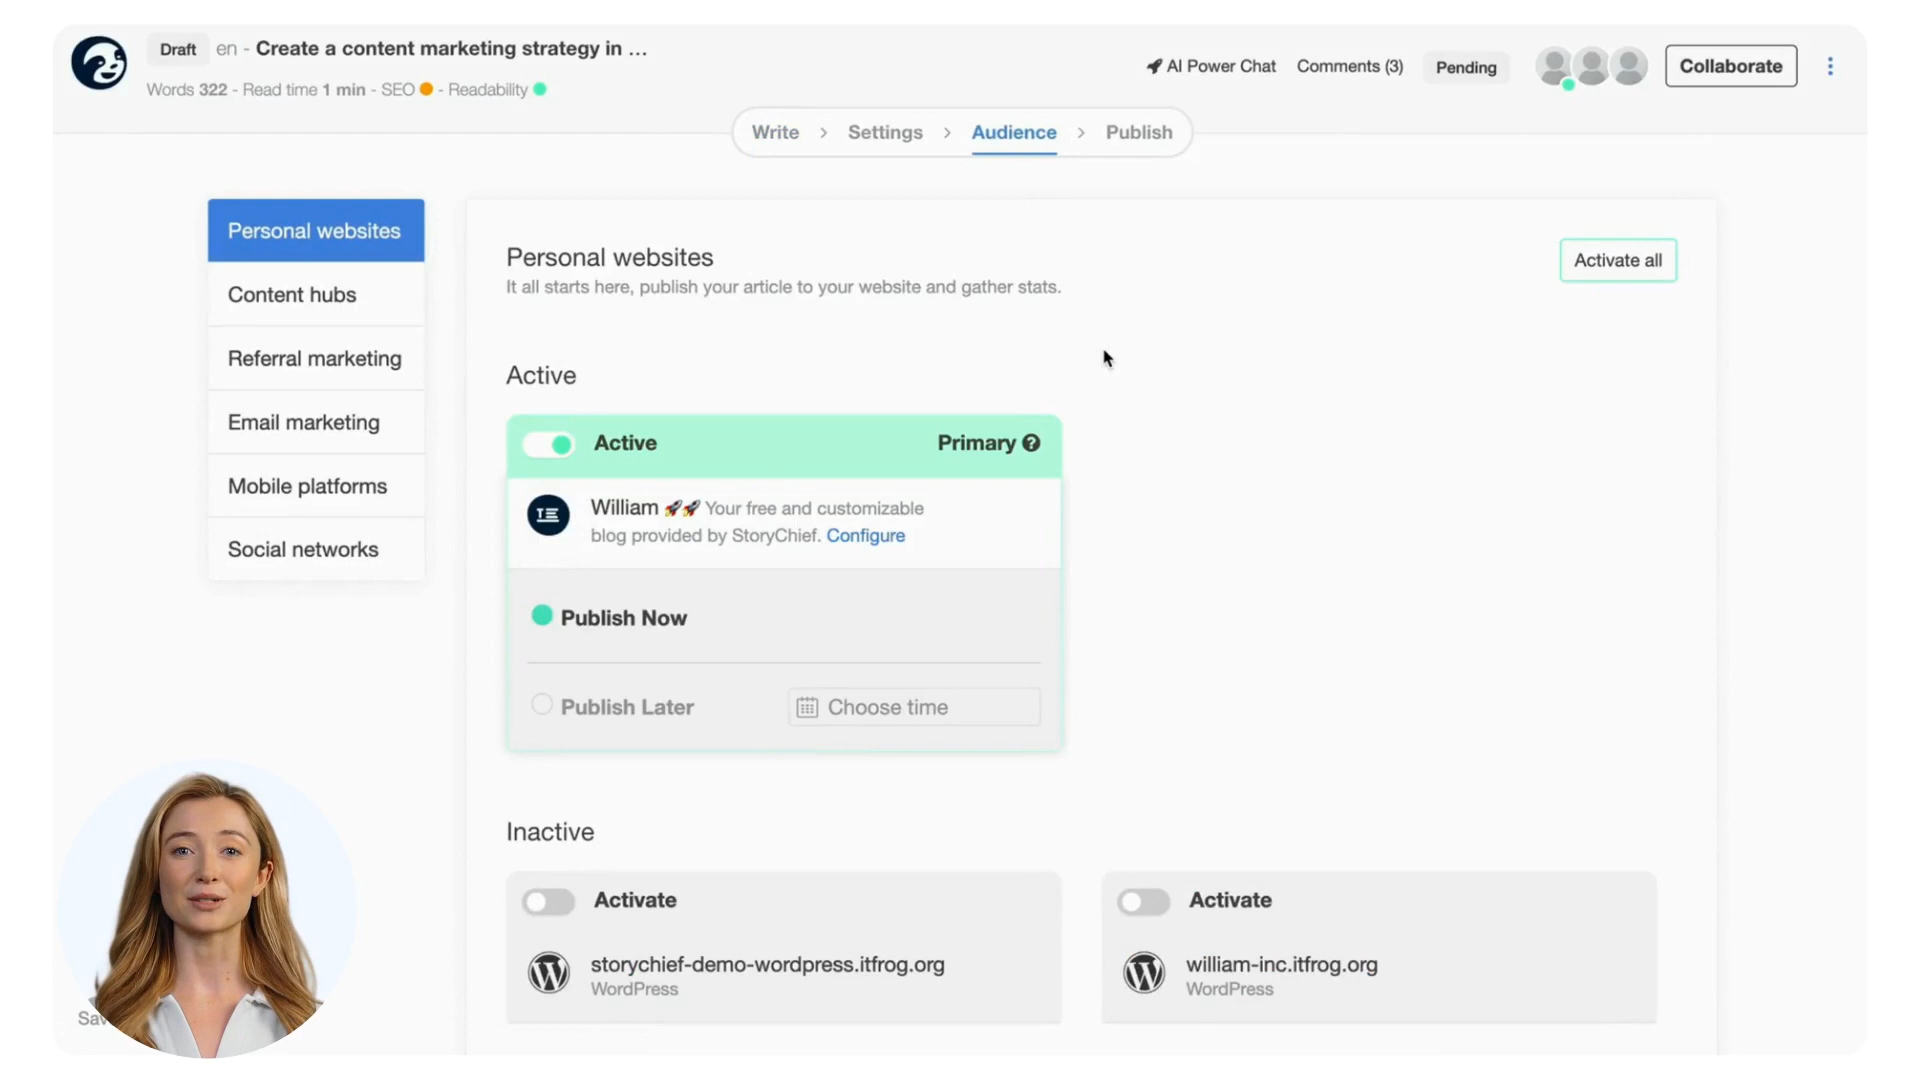 Draft en - Create a content marketing strategy in ...
Words 322 - Read time 1 min - SEO - Readability
AI Power Chat Comments (3) Pending Collaborate
Write > Settings > Audience > Publish
Personal websites
Content hubs
Referral marketing
Email marketing
Mobile platforms
Social networks
Personal websites
It all starts here, publish your article to your website and gather stats.
Activate all
Active
Active Primary ?
William 🚀🚀 Your free and customizable
blog provided by StoryChief. Configure
Publish Now
Publish Later Choose time
Inactive
Activate
storychief-demo-wordpress.itfrog.org
WordPress
Activate
william-inc.itfrog.org
WordPress